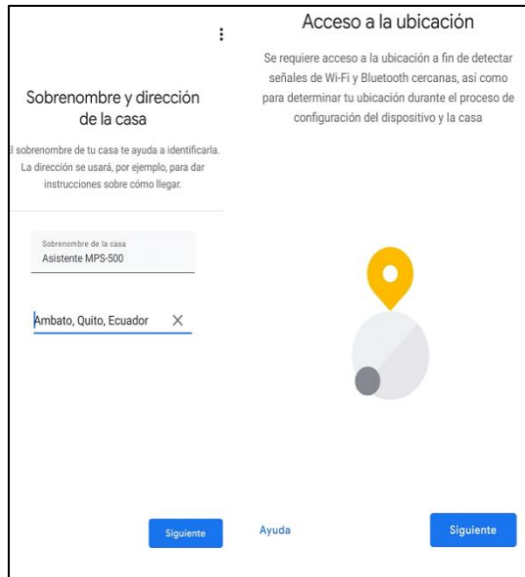 Sobrenombre y dirección
de la casa
l sobrenombre de tu casa te ayuda a identificarla.
La dirección se usará, por ejemplo, para dar
instrucciones sobre cómo llegar.
Sobrenombre de la casa
Asistente MPS-500
Ambato, Quito, Ecuador
Siguiente
Acceso a la ubicación
Se requiere acceso a la ubicación a fin de detectar
señales de Wi-Fi y Bluetooth cercanas, así como
para determinar tu ubicación durante el proceso de
configuración del dispositivo y la casa
Ayuda
Siguiente